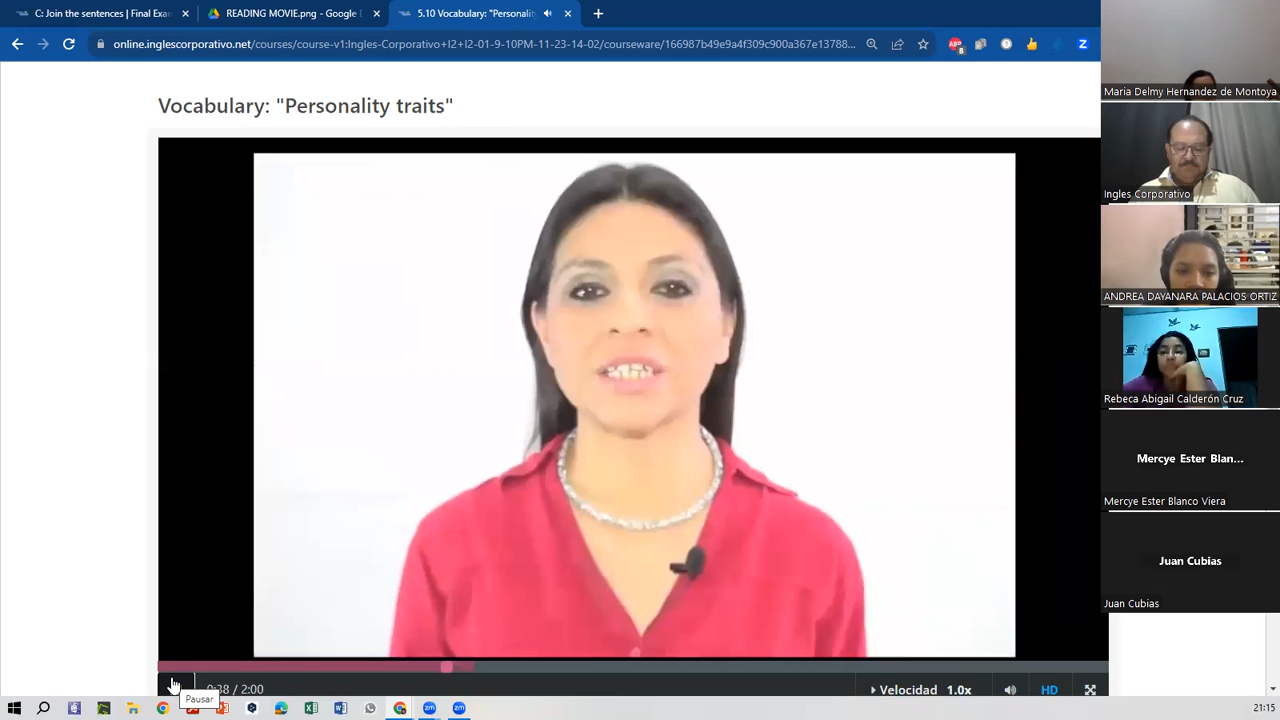 C: Join the sentences | Final Exa
READING MOVIE.png - Google
5.10 Vocabulary: "Personality
online.inglescorporativo.net/courses/course-v1:Ingles-Corporativo+I2+I2-01-9-10PM-11-23-14-02/courseware/166987b49e9a4f309c900a367e13788...
Vocabulary: "Personality traits"
Maria Delmy Hernandez de Montoya
Ingles Corporativo
ANDREA DAYANARA PALACIOS ORTIZ
Rebeca Abigail Calderón Cruz
Mercye Ester Blan...
Mercye Ester Blanco Viera
Juan Cubias
Juan Cubias
/ 2:00
Pausar
Velocidad 1.0x
HD
21:15